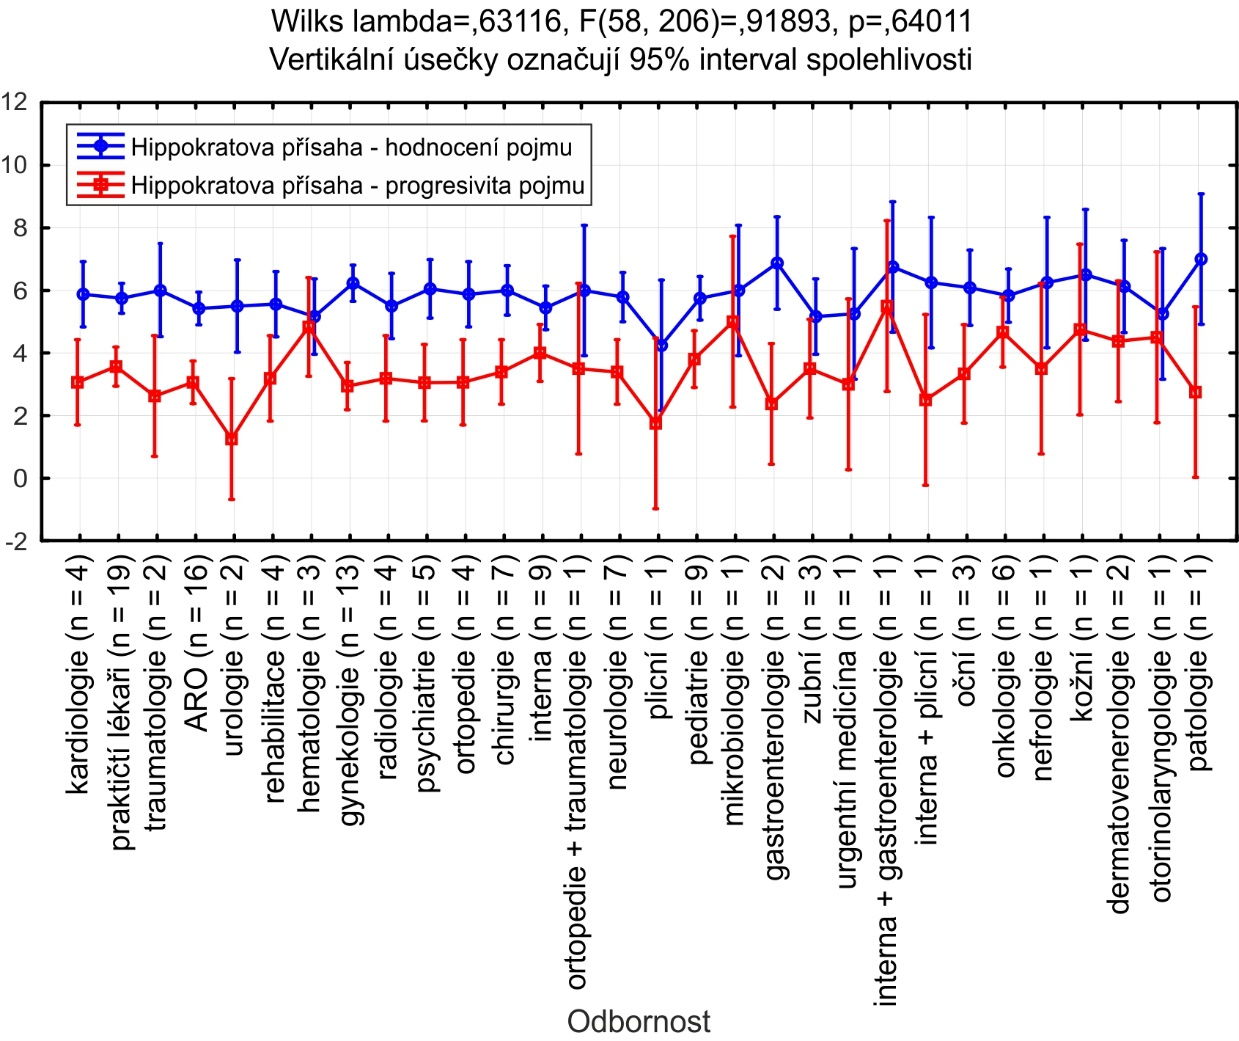 Wilks lambda=,63116, F(58, 206)=,91893, p=,64011
Vertikální úsečky označují 95% interval spolehlivosti
12
10
8
6
4
2
0
-2
Hippokratova přísaha - hodnocení pojmu
Hippokratova přísaha - progresivita pojmu
kardiologie (n = 4)
praktičtí lékaři (n = 19)
traumatologie (n = 2)
ARO (n = 16)
urologie (n = 2)
rehabilitace (n = 4)
hematologie (n = 3)
gynekologie (n = 13)
radiologie (n = 4)
psychiatrie (n = 5)
ortopedie (n = 4)
chirurgie (n = 7)
interna (n = 9)
ortopedie + traumatologie (n = 1)
neurologie (n = 7)
plicní (n = 1)
pediatrie (n = 9)
mikrobiologie (n = 1)
gastroenterologie (n = 2)
zubní (n = 3)
urgentní medicína (n = 1)
interna + gastroenterologie (n = 1)
interna + plicní (n = 1)
oční (n = 3)
onkologie (n = 6)
nefrologie (n = 1)
kožní (n = 1)
dermatovenerologie (n = 2)
otorinolaryngologie (n = 1)
patologie (n = 1)
Odbornost